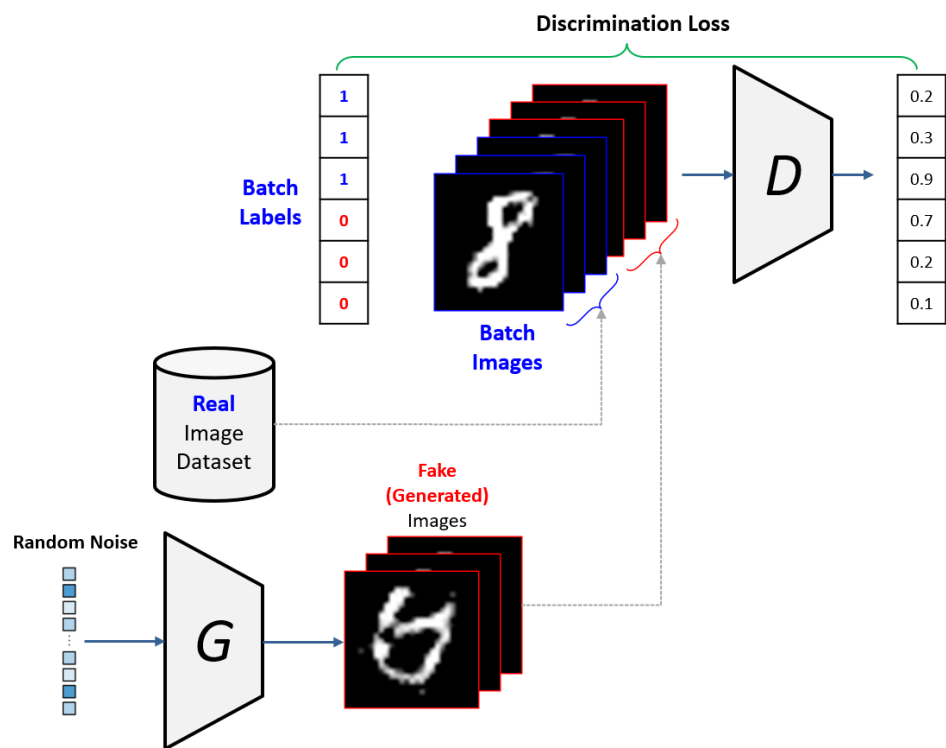 Discrimination Loss
1
1
1
0
0
0
Batch
Labels
Batch
Images
D
0.2
0.3
0.9
0.7
0.2
0.1
Real
Image
Dataset
Fake
(Generated)
Images
Random Noise
G